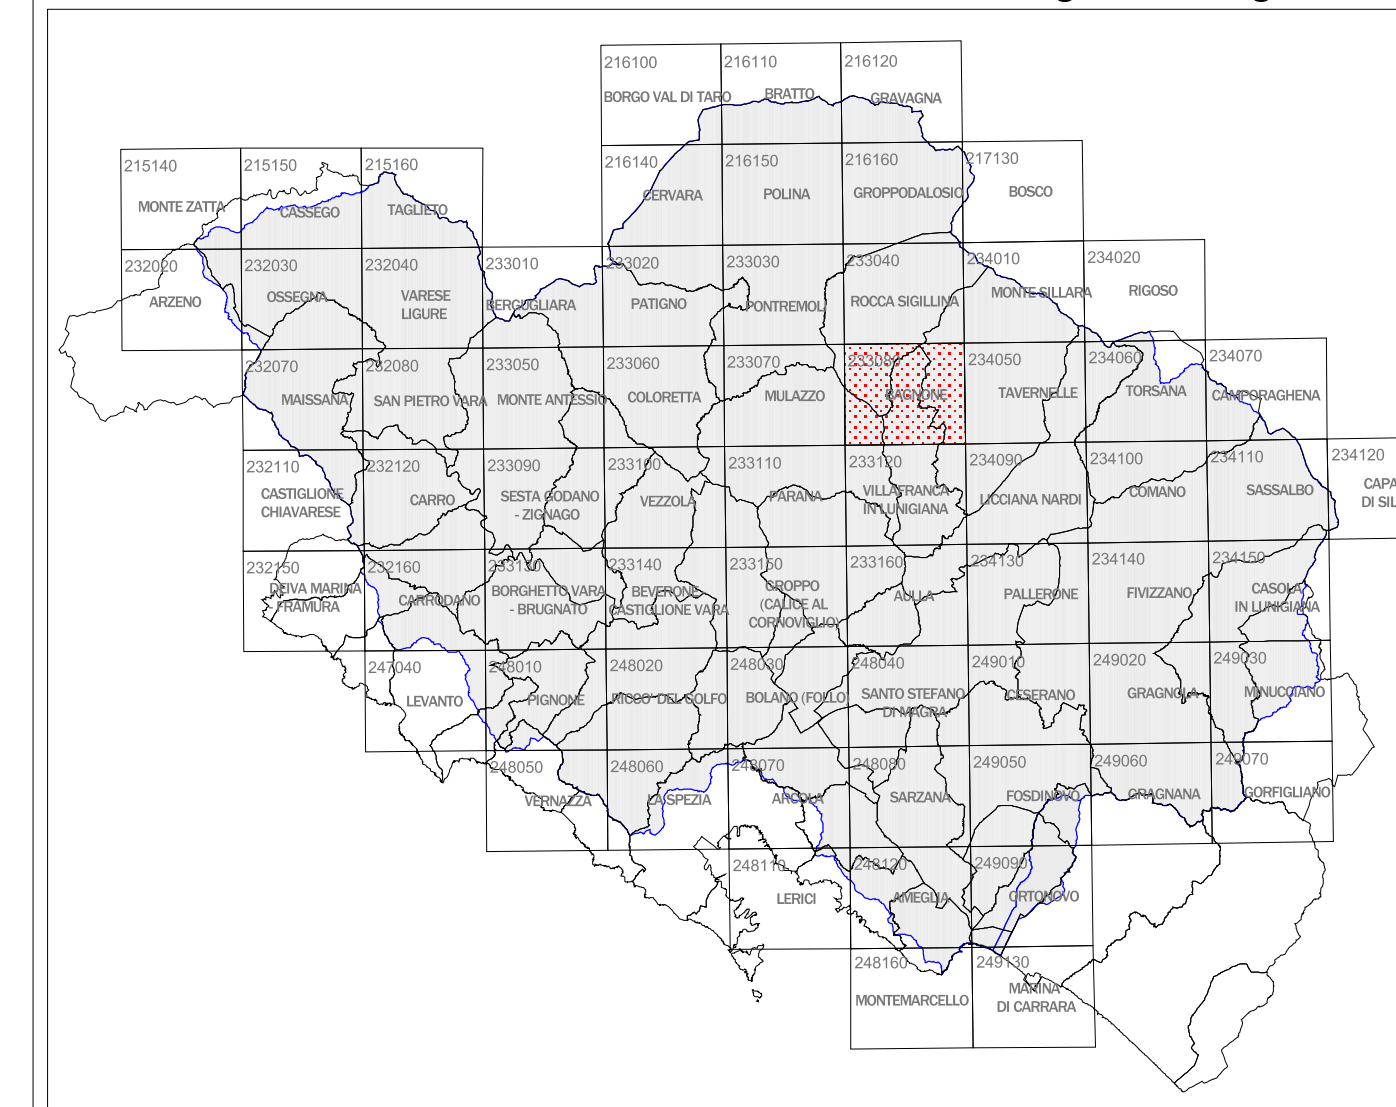 216100
216110
216120
BORGO VAL DI TARO
BRATTO
GRAVAGNA
215140
215150
215160
216140
216150
216160
217130
MONTE ZATTA
CASSEGO
TAGLIETO
CERVARA
POLINA
GROPPODALOSIO
BOSCO
232020
232030
232040
233010
233020
233030
233040
234010
234020
ARZENO
OSSEGNA
VARESE
LIGURE
BERGUGLIARA
PATIGNO
PONTREMOLI
ROCCA SIGILLINA
MONTE SILLARA
RIGOSO
232070
232080
233050
233060
233070
233080
234050
234060
234070
MAISSANA
SAN PIETRO VARA
MONTE ANTESSIO
COLORETTA
MULAZZO
BAGNONE
TAVERNELLE
TORSANA
CAMPORAGHENA
232110
232120
233090
233100
233110
233120
234090
234100
234110
234120
CASTIGLIONE
CHIAVARESE
CARRO
SESTA GODANO
- ZIGNAGO
VEZZOLA
PARANA
VILLAFRANCA
IN LUNIGIANA
LICCIANA NARDI
COMANO
SASSALBO
232150
232160
233130
233140
233150
233160
234130
234140
234150
DEIVA MARINA
- FRAMURA
CARRODANO
BORGHETTO VARA
- BRUGNATO
BEVERONE
CASTIGLIONE VARA
GROPPO
(CALICE AL
CORNOVIGLIO)
AULLA
PALLERONE
FIVIZZANO
CASOLA
IN LUNIGIANA
247040
248010
248020
248030
248040
249010
249020
249030
LEVANTO
PIGNONE
RICCO' DEL GOLFO
BOLANO (FOLLO)
SANTO STEFANO
DI MAGRA
CESERANO
GRAGNOLA
MINUCCIANO
248050
248060
248070
248080
249050
249060
249070
VERNAZZA
LA SPEZIA
ARCOLA
SARZANA
FOSDINOVO
GRAGNANA
GORFIGLIANO
248110
248120
249090
LERICI
AMEGLIA
ORTONOVO
248160
249130
MONTEMARCELLO
MARINA
DI CARRARA